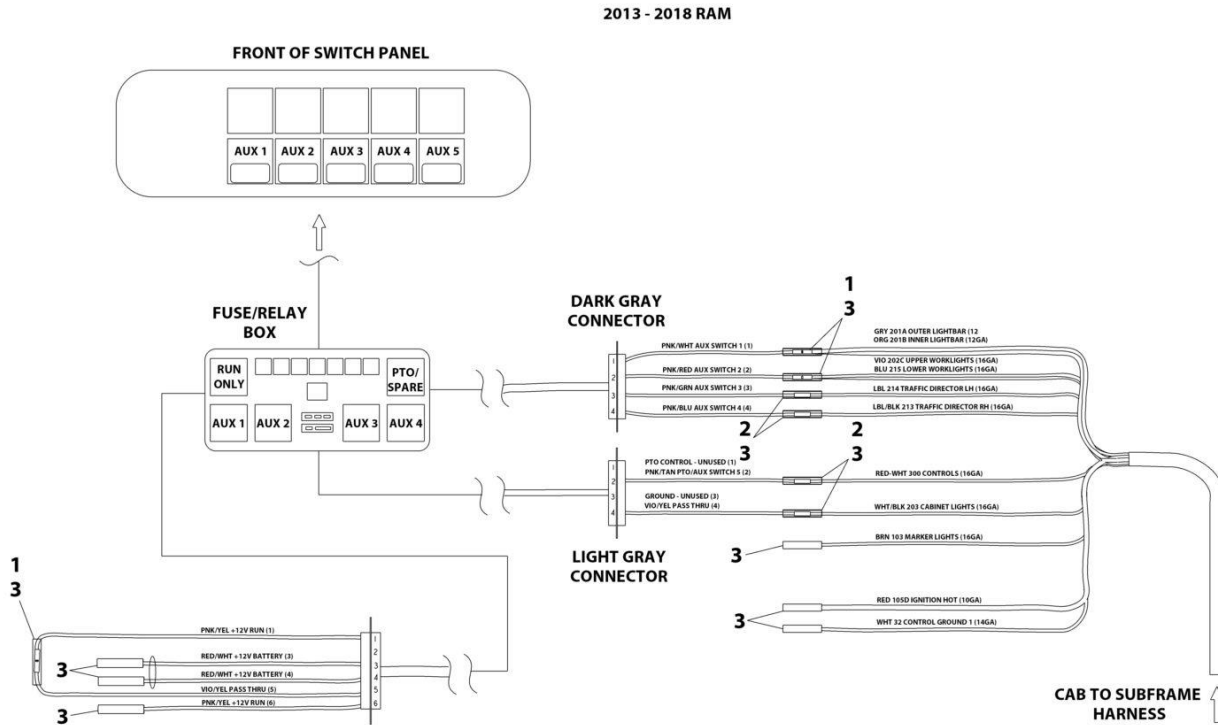 2013 - 2018 RAM
FRONT OF SWITCH PANEL
AUX 1 AUX 2 AUX 3 AUX 4 AUX 5
FUSE/RELAY
BOX
RUN
ONLY
PTO/
SPARE
AUX 1 AUX 2 AUX 3 AUX 4
DARK GRAY
CONNECTOR
1
2
3
4
PNK/WHT AUX SWITCH 1 (1)
PNK/RED AUX SWITCH 2 (2)
PNK/GRN AUX SWITCH 3 (3)
PNK/BLU AUX SWITCH 4 (4)
1
3
2
3
2
3
GRY 201A OUTER LIGHTBAR (12
ORG 201B INNER LIGHTBAR (12GA)
VIO 202C UPPER WORKLIGHTS (16GA)
BLU 215 LOWER WORKLIGHTS (16GA)
LBL 214 TRAFFIC DIRECTOR LH (16GA)
LBL/BLK 213 TRAFFIC DIRECTOR RH (16GA)
PTO CONTROL - UNUSED (1)
PNK/TAN PTO/AUX SWITCH 5 (2)
GROUND - UNUSED (3)
VIO/YEL PASS THRU (4)
1
2
3
4
LIGHT GRAY
CONNECTOR
RED-WHT 300 CONTROLS (16GA)
WHT/BLK 203 CABINET LIGHTS (16GA)
3
BRN 103 MARKER LIGHTS (16GA)
3
RED 105D IGNITION HOT (10GA)
WHT 32 CONTROL GROUND 1 (14GA)
1
3
3
3
PNK/YEL +12V RUN (1)
RED/WHT +12V BATTERY (3)
RED/WHT +12V BATTERY (4)
VIO/YEL PASS THRU (5)
PNK/YEL +12V RUN (6)
1
2
3
4
5
6
CAB TO SUBFRAME
HARNESS